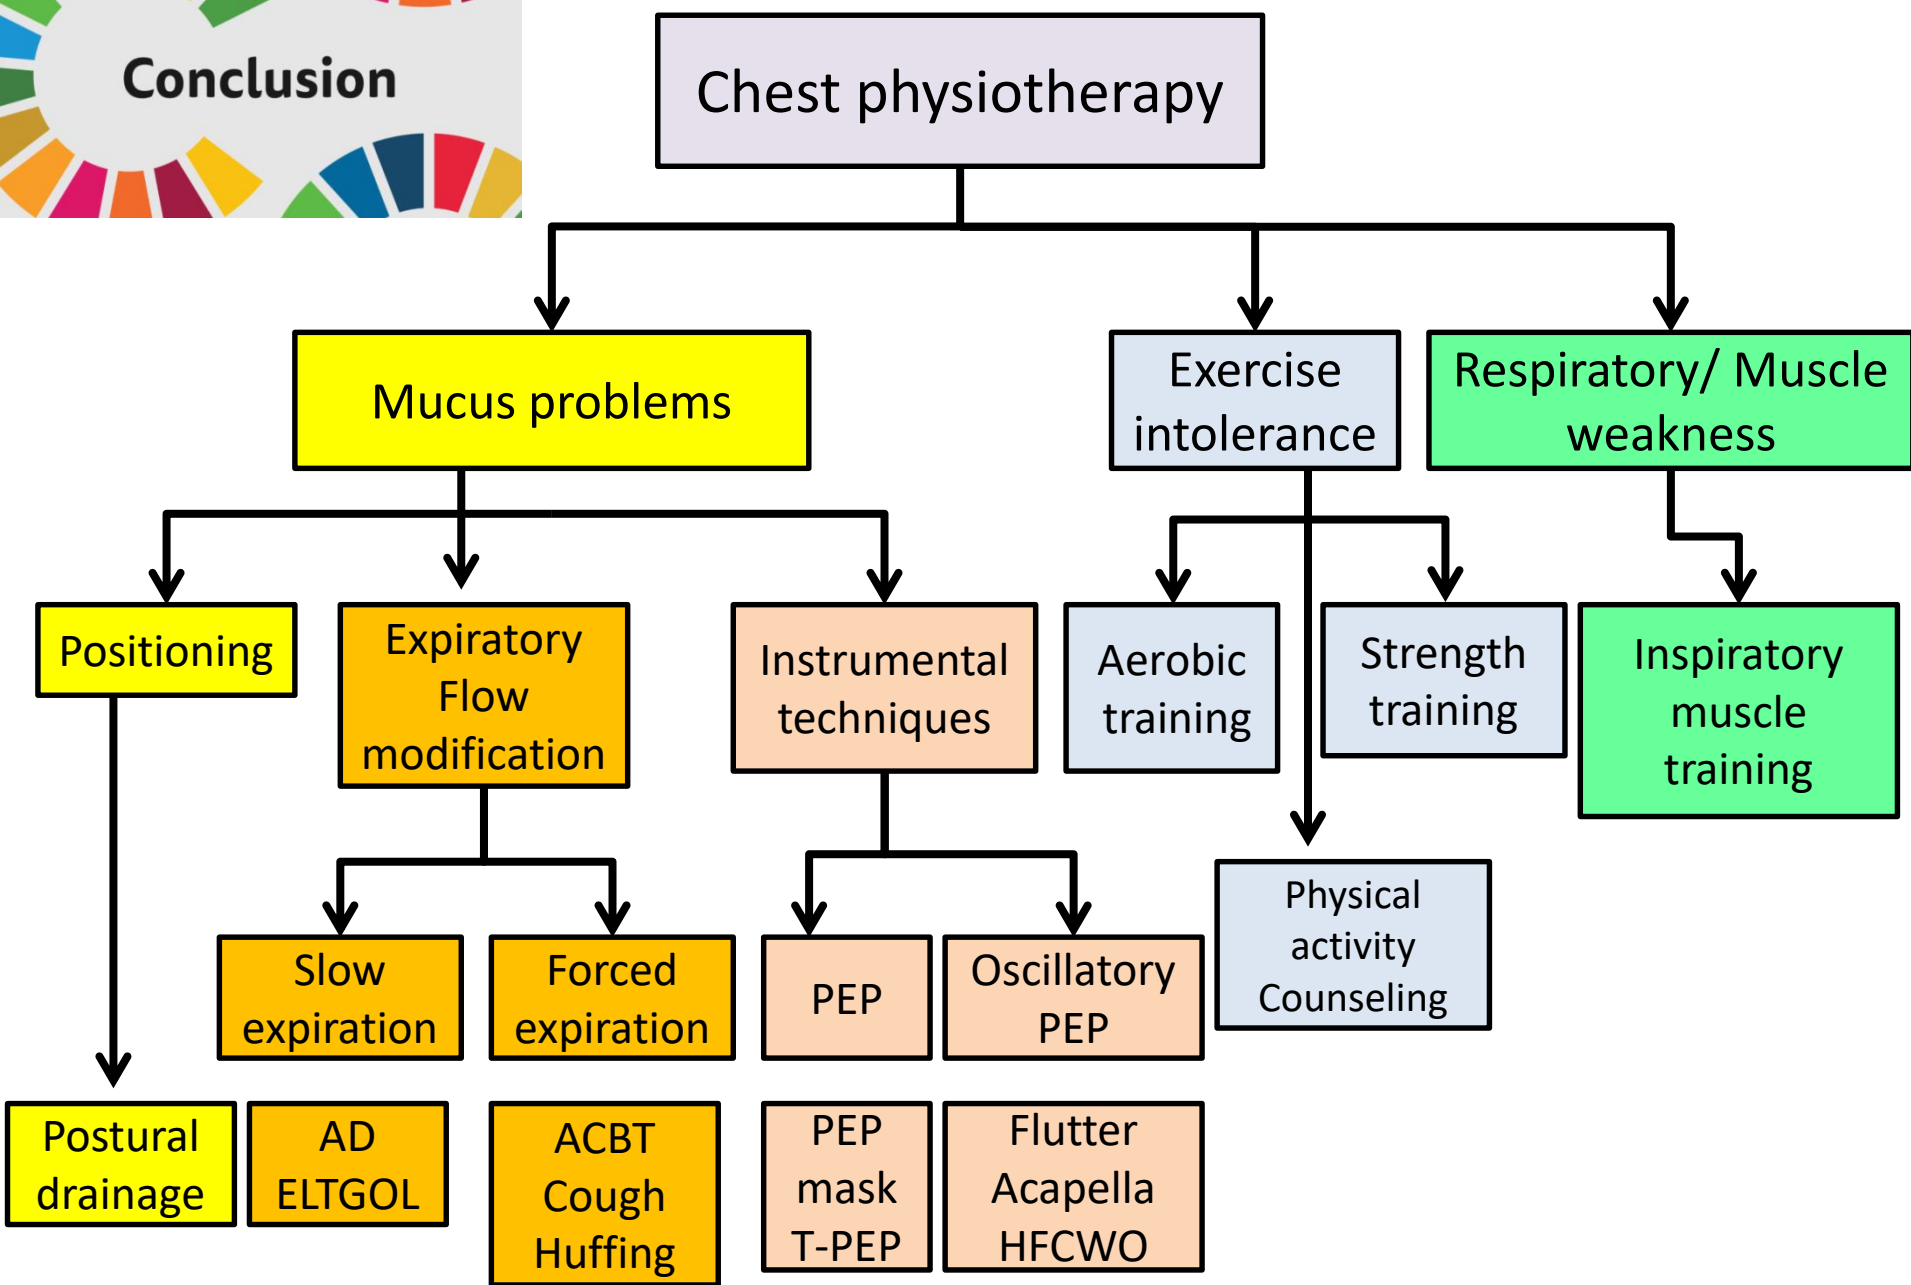 Conclusion
Chest physiotherapy
Mucus problems
Exercise
intolerance
Respiratory/ Muscle
weakness
Positioning
Expiratory
Flow
modification
Instrumental
techniques
Aerobic
training
Strength
training
Inspiratory
muscle
training
Physical
activity
Counseling
Slow
expiration
Forced
expiration
PEP
Oscillatory
PEP
Postural
drainage
AD
ELTGOL
ACBT
Cough
Huffing
PEP
mask
T-PEP
Flutter
Acapella
HFCWO